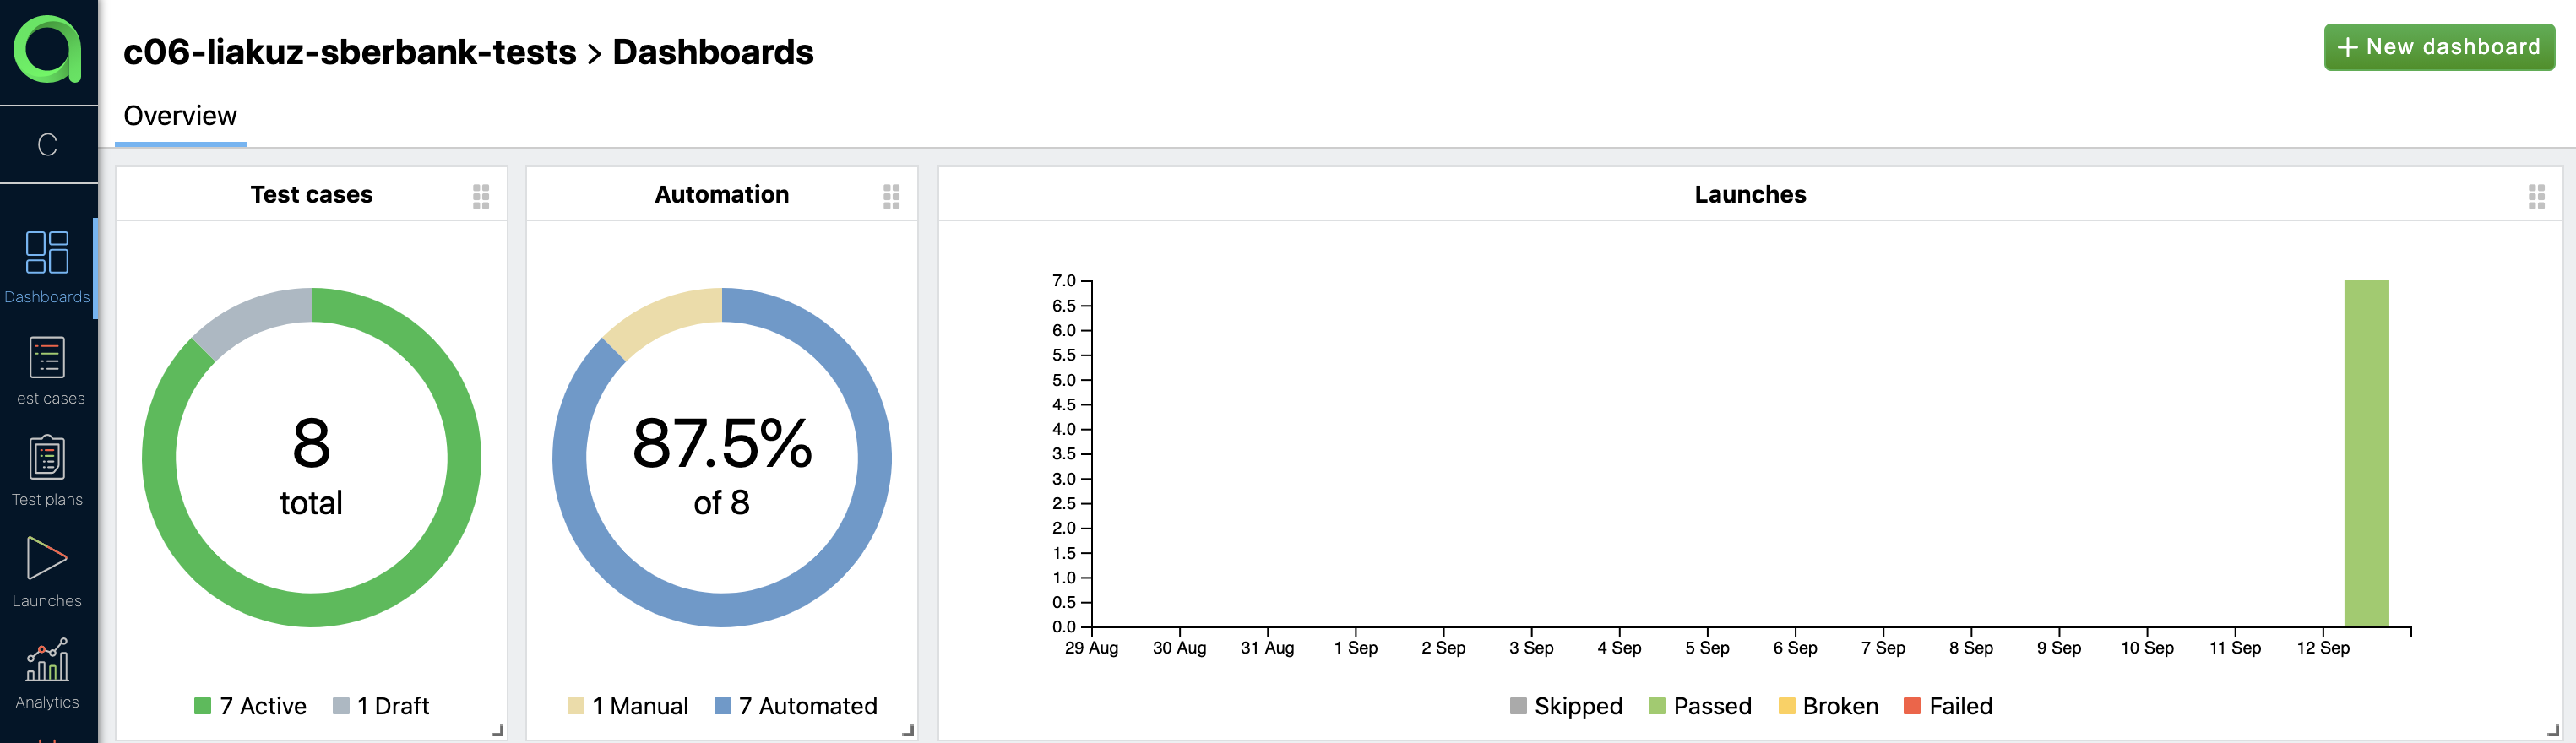 c06-liakuz-sberbank-tests > Dashboards
+ New dashboard
Overview
C
Dashboards
Test cases
Test plans
Launches
Analytics
Test cases
8
total
7 Active 1 Draft
Automation
87.5%
of 8
1 Manual 7 Automated
Launches
7.0
6.5
6.0
5.5
5.0
4.5
4.0
3.5
3.0
2.5
2.0
1.5
1.0
0.5
0.0
29 Aug 30 Aug 31 Aug 1 Sep 2 Sep 3 Sep 4 Sep 5 Sep 6 Sep 7 Sep 8 Sep 9 Sep 10 Sep 11 Sep 12 Sep
Skipped Passed Broken Failed